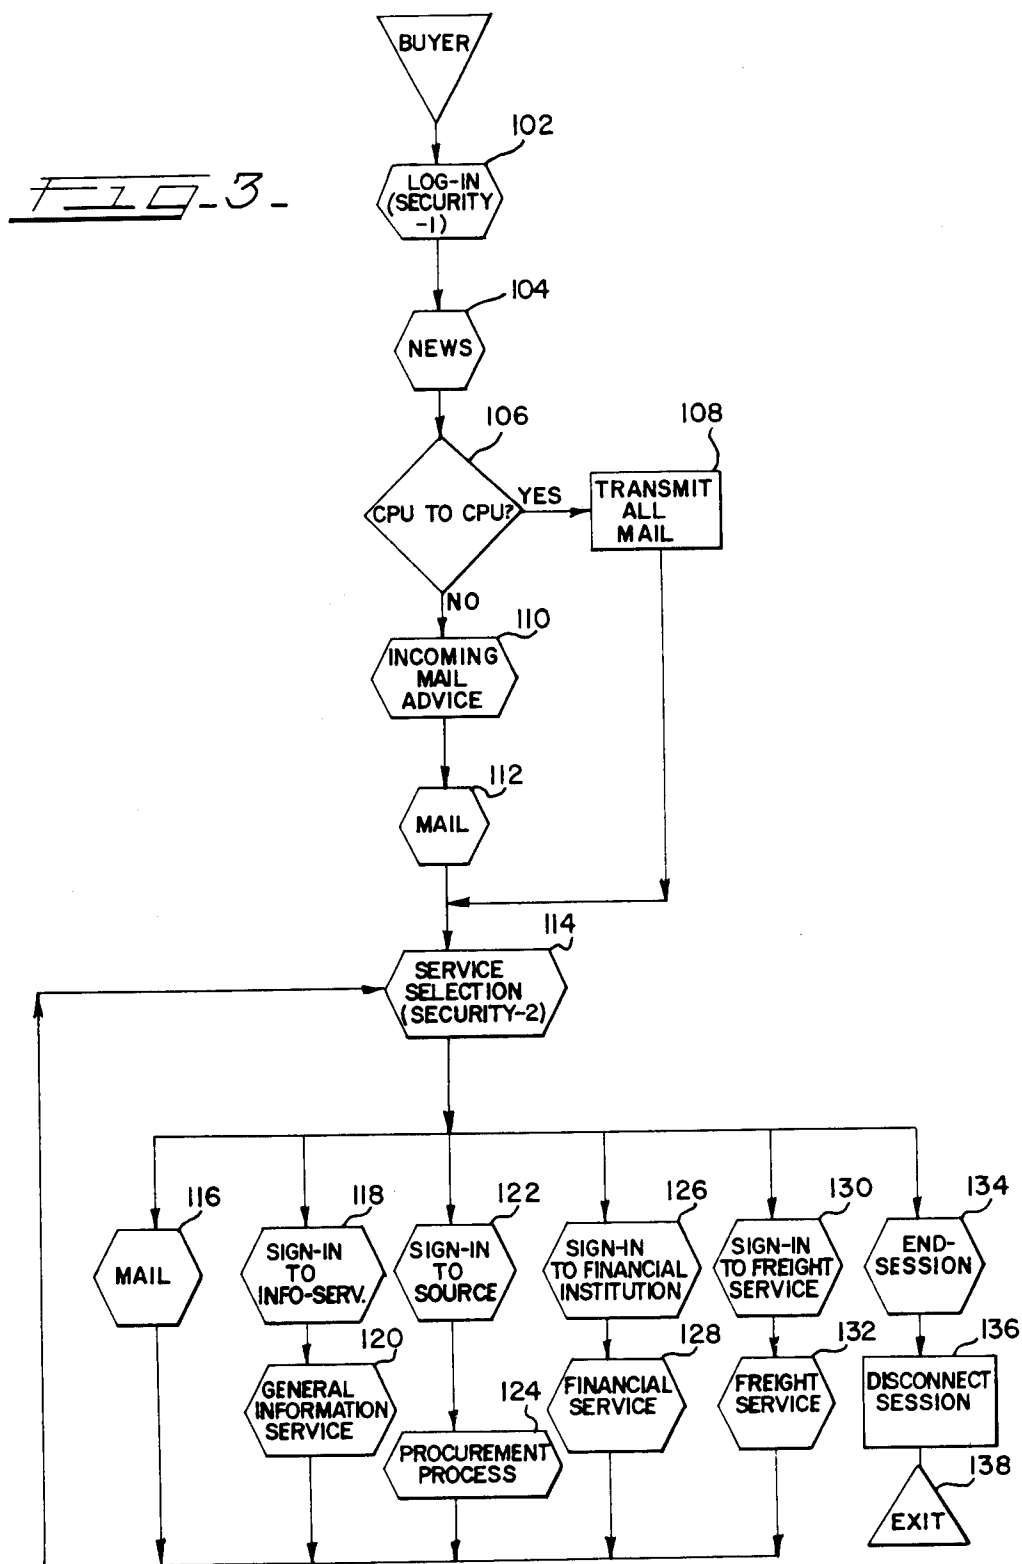 BUYER
102
Fig. 3.
LOG-IN
(SECURITY
-1)
104
NEWS
106
108
CPU TO CPU?
YES
TRANSMIT
ALL
MAIL
NO
110
INCOMING
MAIL
ADVICE
112
MAIL
114
SERVICE
SELECTION
(SECURITY-2)
116
118
122
126
130
134
MAIL
SIGN-IN
TO
INFO-SERV.
SIGN-IN
TO
SOURCE
SIGN-IN
TO FINANCIAL
INSTITUTION
SIGN-IN
TO FREIGHT
SERVICE
END-
SESSION
120
124
128
132
136
GENERAL
INFORMATION
SERVICE
PROCUREMENT
PROCESS
FINANCIAL
SERVICE
FREIGHT
SERVICE
DISCONNECT
SESSION
138
EXIT